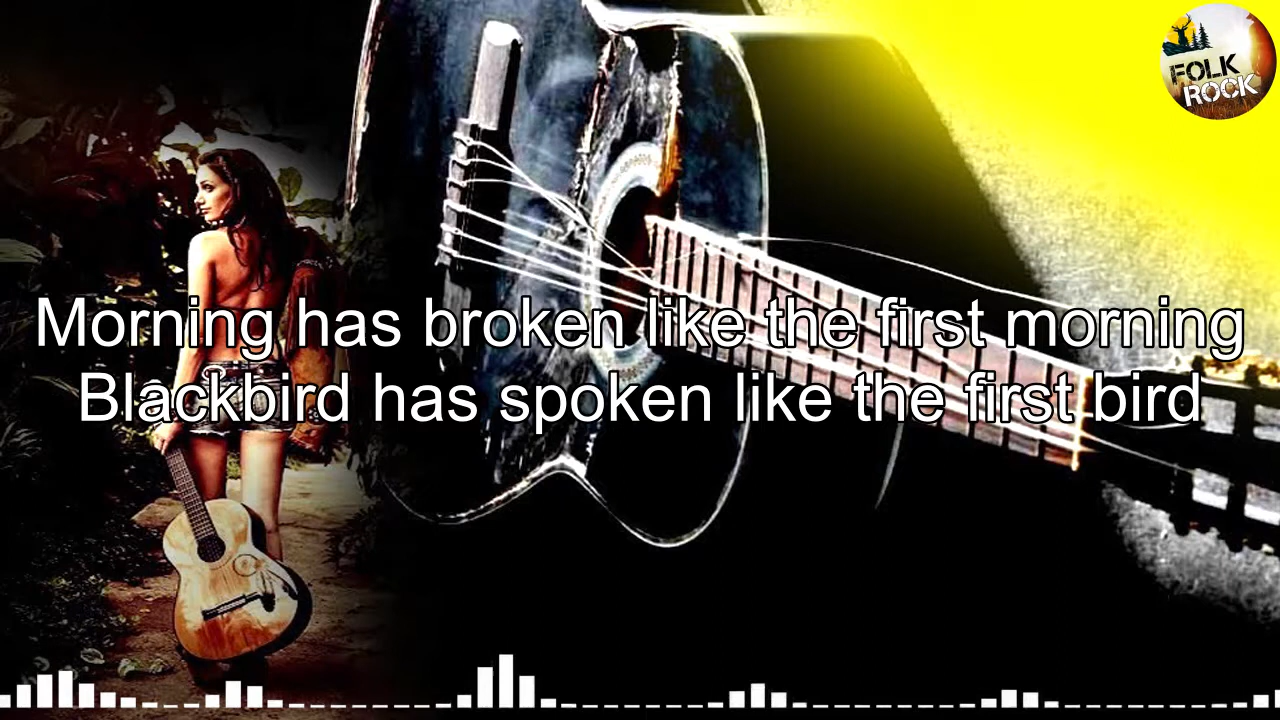 FOLK
ROCK
Morning has broken like the first morning
Blackbird has spoken like the first bird